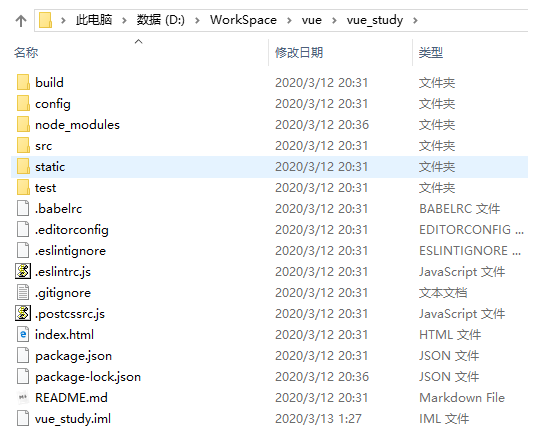 此电脑 > 数据 (D:) > WorkSpace > vue > vue_study >
名称 修改日期 类型
build 2020/3/12 20:31 文件夹
config 2020/3/12 20:31 文件夹
node_modules 2020/3/12 20:36 文件夹
src 2020/3/12 20:31 文件夹
static 2020/3/12 20:31 文件夹
test 2020/3/12 20:31 文件夹
.babelrc 2020/3/12 20:31 BABELRC 文件
.editorconfig 2020/3/12 20:31 EDITORCONFIG ...
.eslintignore 2020/3/12 20:31 ESLINTIGNORE ...
.eslintrc.js 2020/3/12 20:31 JavaScript 文件
.gitignore 2020/3/12 20:31 文本文档
.postcssrc.js 2020/3/12 20:31 JavaScript 文件
index.html 2020/3/12 20:31 HTML 文件
package.json 2020/3/12 20:31 JSON 文件
package-lock.json 2020/3/12 20:36 JSON 文件
README.md 2020/3/12 20:31 Markdown File
vue_study.iml 2020/3/13 1:27 IML 文件